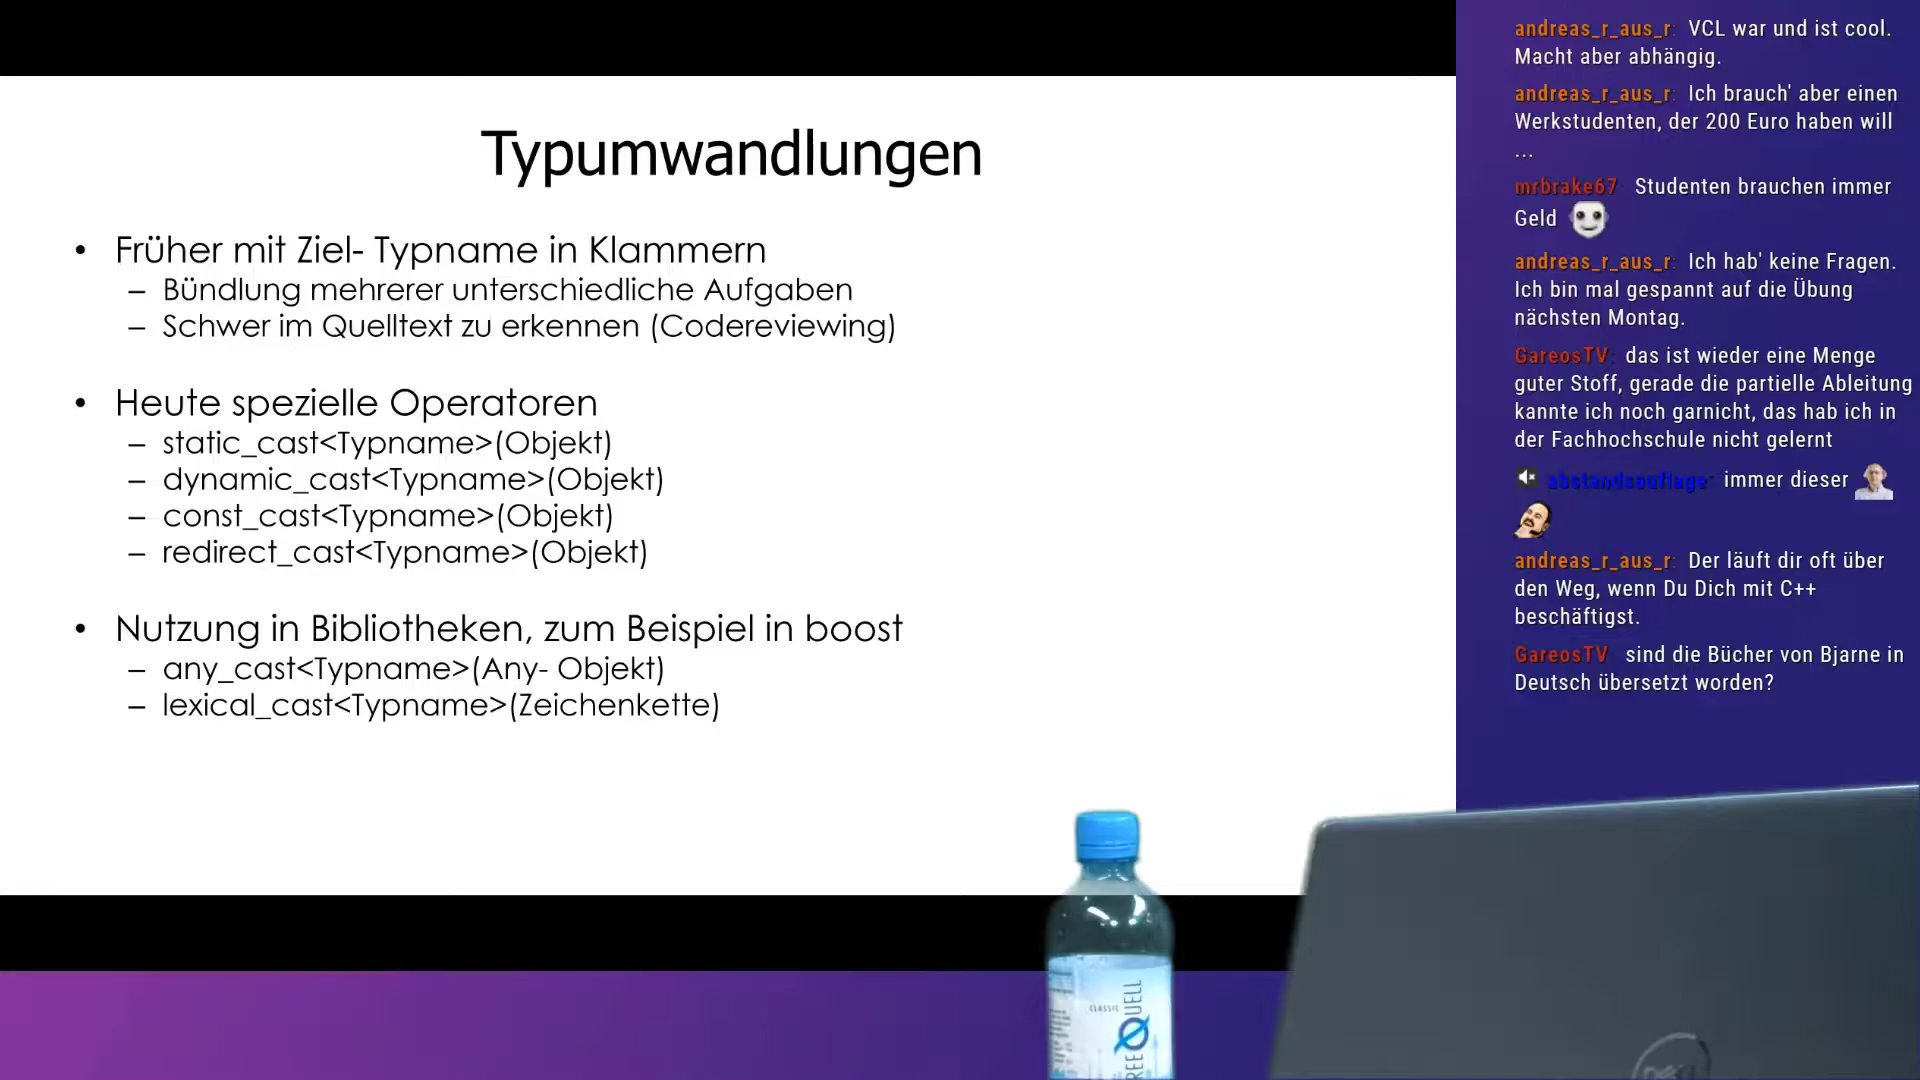 Typumwandlungen
• Früher mit Ziel- Typname in Klammern
– Bündlung mehrerer unterschiedliche Aufgaben
– Schwer im Quelltext zu erkennen (Codereviewing)
• Heute spezielle Operatoren
– static_cast<Typname>(Objekt)
– dynamic_cast<Typname>(Objekt)
– const_cast<Typname>(Objekt)
– redirect_cast<Typname>(Objekt)
• Nutzung in Bibliotheken, zum Beispiel in boost
– any_cast<Typname>(Any- Objekt)
– lexical_cast<Typname>(Zeichenkette)
andreas_r_aus_r: VCL war und ist cool.
Macht aber abhängig.
andreas_r_aus_r: Ich brauch' aber einen
Werkstudenten, der 200 Euro haben will
...
mrbrake67: Studenten brauchen immer
Geld
andreas_r_aus_r: Ich hab' keine Fragen.
Ich bin mal gespannt auf die Übung
nächsten Montag.
GareosTV: das ist wieder eine Menge
guter Stoff, gerade die partielle Ableitung
kannte ich noch garnicht, das hab ich in
der Fachhochschule nicht gelernt
abstandsauflage: immer dieser
andreas_r_aus_r: Der läuft dir oft über
den Weg, wenn Du Dich mit C++
beschäftigst.
GareosTV: sind die Bücher von Bjarne in
Deutsch übersetzt worden?
CLASSIC
QUELL
DELL